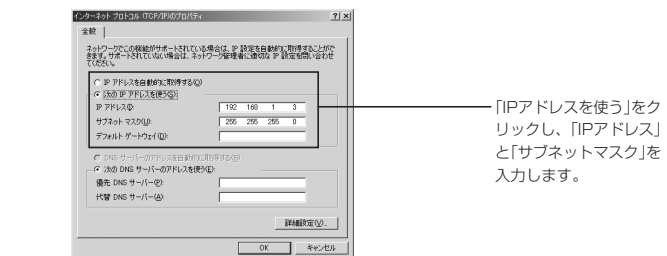 インターネット プロトコル (TCP/IP)のプロパティ
全般
ネットワークでこの機能がサポートされている場合は、IP 設定を自動的に取得することがで
きます。サポートされていない場合は、ネットワーク管理者に適切な IP 設定を問い合わせ
てください。
IP アドレスを自動的に取得する(O)
次の IP アドレスを使う(S):
IP アドレス(I): 192 168 1 3
サブネット マスク(U): 255 255 255 0
デフォルト ゲートウェイ(D):
DNS サーバーのアドレスを自動的に取得する(B)
次の DNS サーバーのアドレスを使う(E):
優先 DNS サーバー(P):
代替 DNS サーバー(A):
詳細設定(V)...
OK キャンセル
「IPアドレスを使う」をク
リックし、「IPアドレス」
と「サブネットマスク」を
入力します。